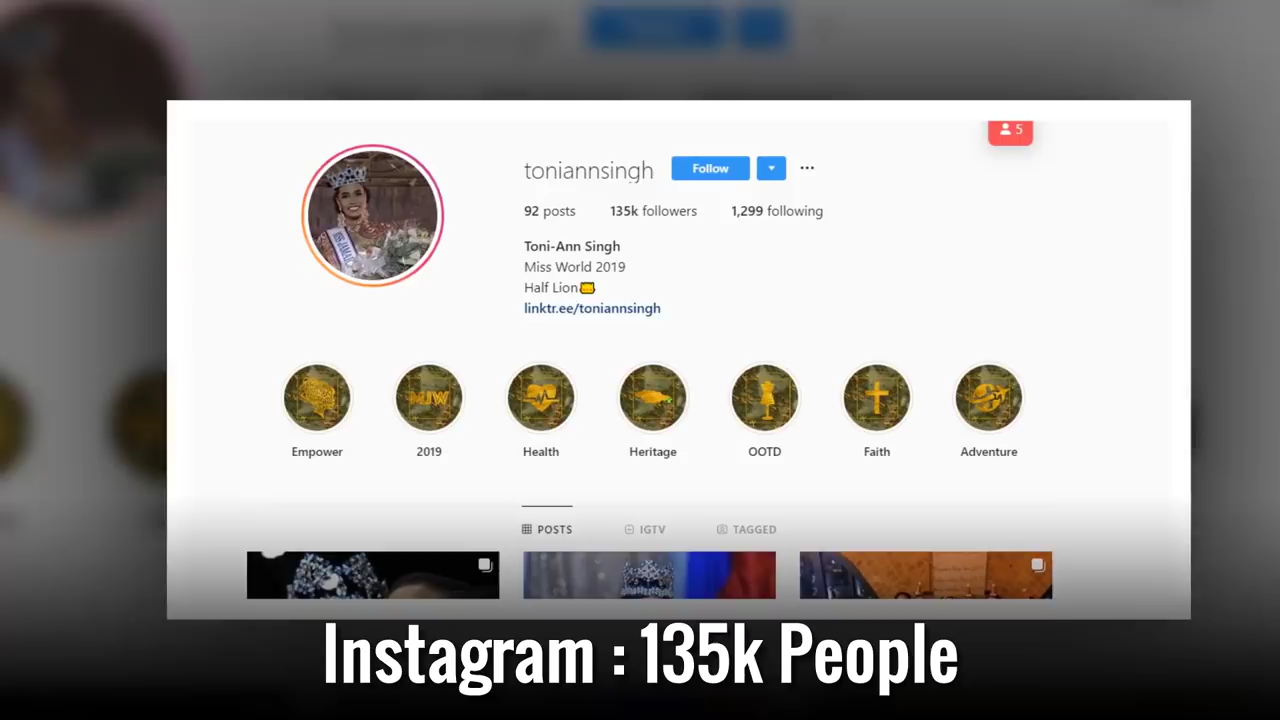 5
toniannsingh Follow
92 posts 135k followers 1,299 following
Toni-Ann Singh
Miss World 2019
Half Lion
linktr.ee/toniannsingh
MJW
Empower 2019 Health Heritage OOTD Faith Adventure
POSTS IGTV TAGGED
Instagram : 135k People